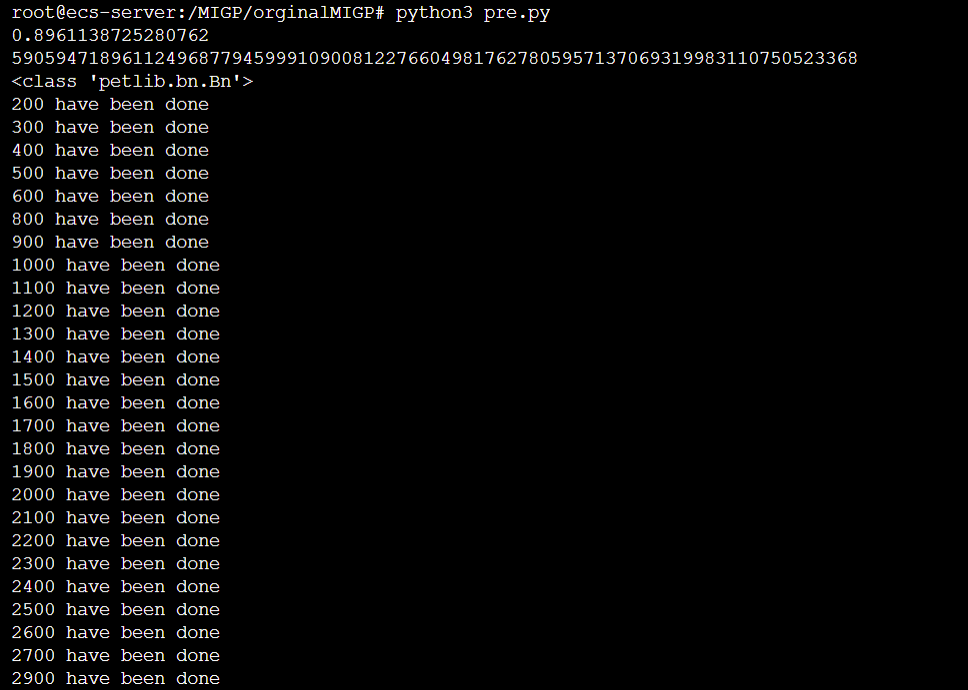 root@ecs-server:/MIGP/orginalMIGP# python3 pre.py
0.8961138725280762
59059471896112496877945999109008122766049817627805957137069319983110750523368
<class 'petlib.bn.Bn'>
200 have been done
300 have been done
400 have been done
500 have been done
600 have been done
800 have been done
900 have been done
1000 have been done
1100 have been done
1200 have been done
1300 have been done
1400 have been done
1500 have been done
1600 have been done
1700 have been done
1800 have been done
1900 have been done
2000 have been done
2100 have been done
2200 have been done
2300 have been done
2400 have been done
2500 have been done
2600 have been done
2700 have been done
2900 have been done